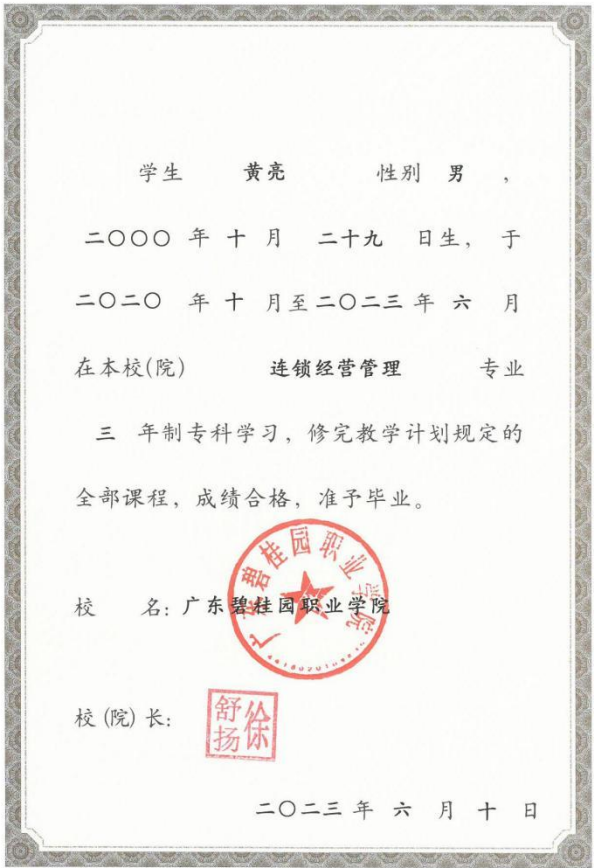 学生 黄亮 性别 男 ，
二〇〇〇 年 十 月 二十九 日生，于
二〇二〇 年 十 月至 二〇二三 年 六 月
在本校(院) 连锁经营管理 专业
三 年制专科学习，修完教学计划规定的
全部课程，成绩合格，准予毕业。
广东碧桂园职业学院
校 名：广东碧桂园职业学院
校(院)长：
徐舒扬
二〇二三 年 六 月 十 日